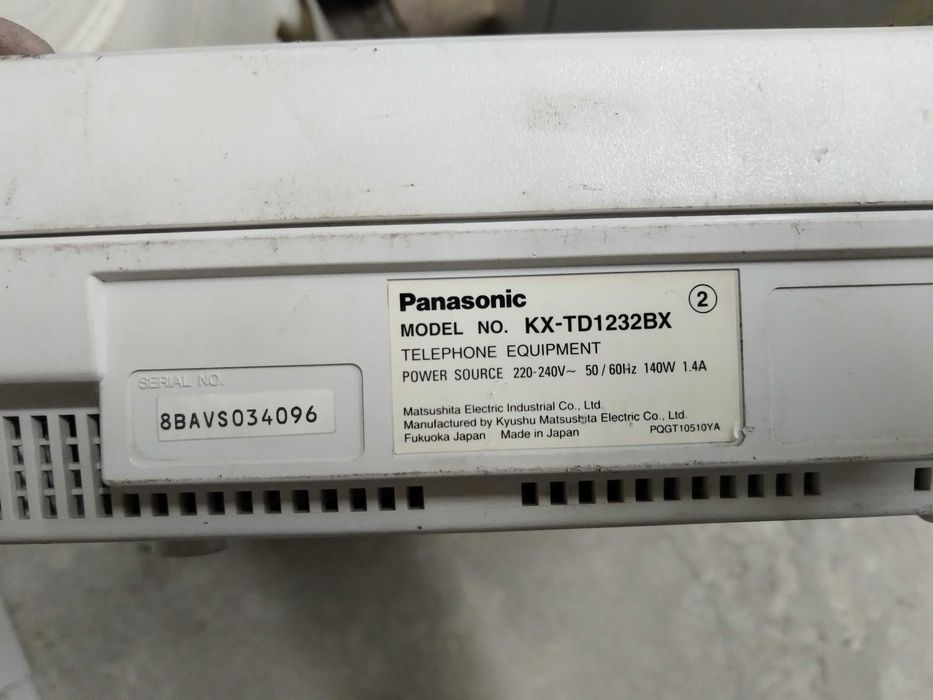 SERIAL NO.
8BAVS034096
Panasonic 2
MODEL NO. KX-TD1232BX
TELEPHONE EQUIPMENT
POWER SOURCE 220-240V~ 50/60Hz 140W 1.4A
Matsushita Electric Industrial Co., Ltd.
Manufactured by Kyushu Matsushita Electric Co., Ltd.
Fukuoka Japan Made in Japan PQGT10510YA